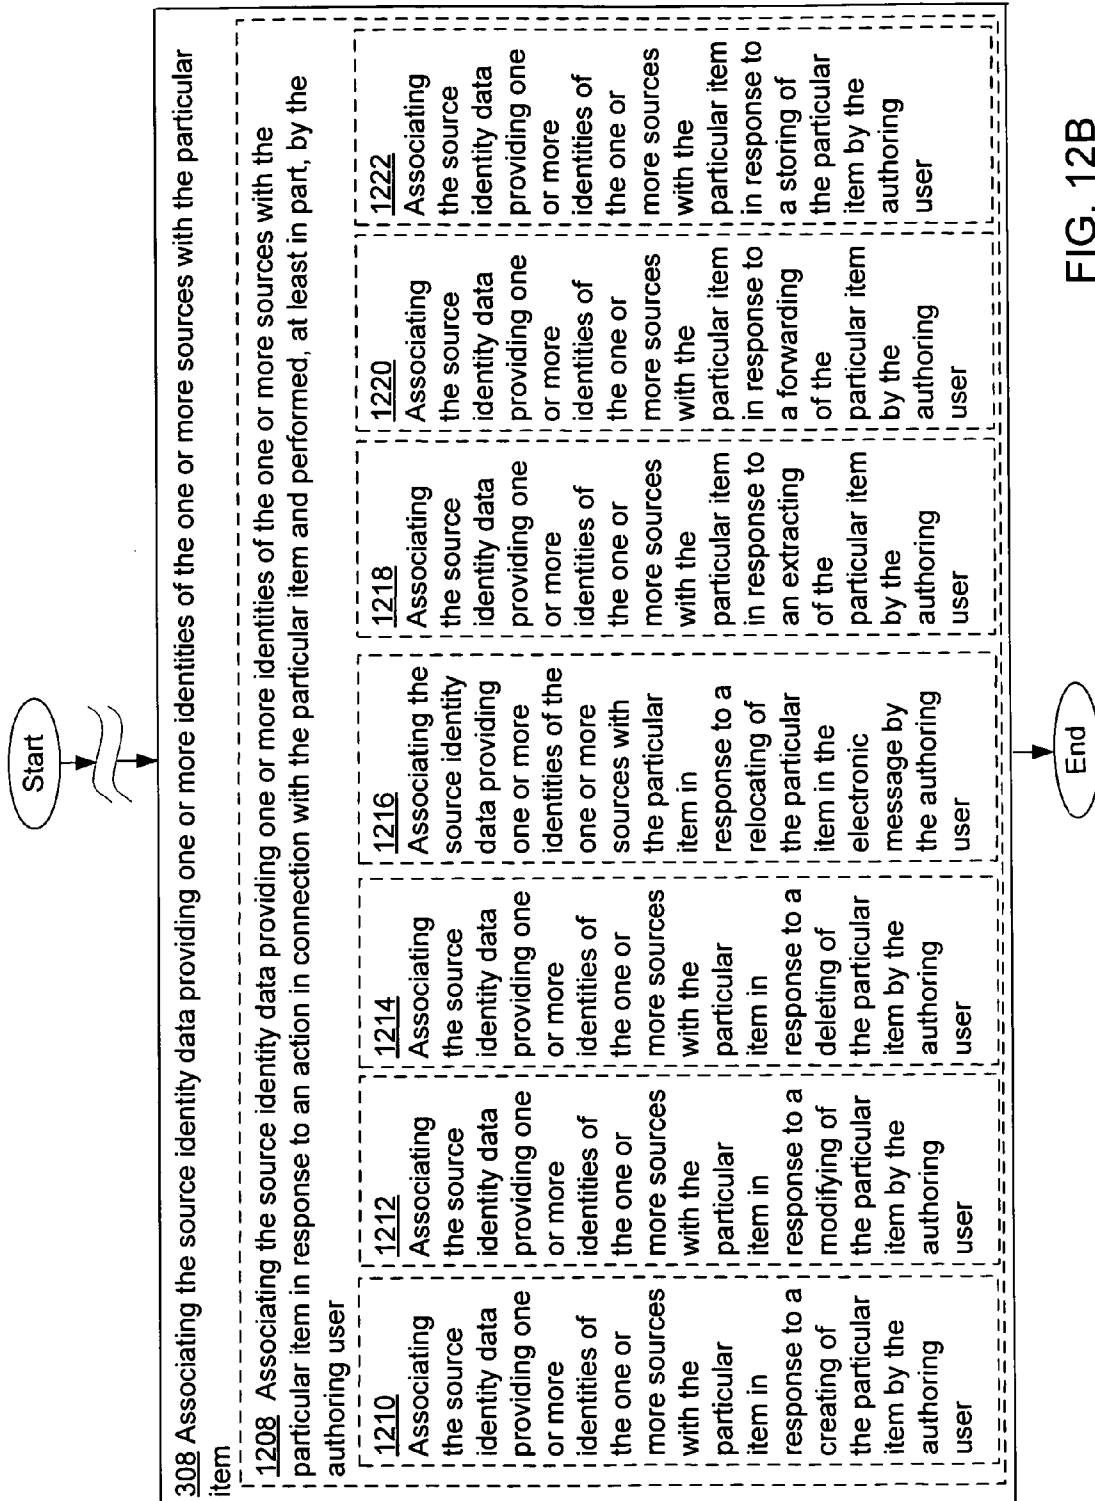 Start
308 Associating the source identity data providing one or more identities of the one or more sources with the particular
item
1208 Associating the source identity data providing one or more identities of the one or more sources with the
particular item in response to an action in connection with the particular item and performed, at least in part, by the
authoring user
1210
Associating
the source
identity data
providing one
or more
identities of
the one or
more sources
with the
particular
item in
response to a
creating of
the particular
item by the
authoring
user
1212
Associating
the source
identity data
providing one
or more
identities of
the one or
more sources
with the
particular
item in
response to a
modifying of
the particular
item by the
authoring
user
1214
Associating
the source
identity data
providing one
or more
identities of
the one or
more sources
with the
particular
item in
response to a
deleting of
the particular
item by the
authoring
user
1216
Associating the
source identity
data providing
one or more
identities of the
one or more
sources with
the particular
item in
response to a
relocating of
the particular
item in the
electronic
message by
the authoring
user
1218
Associating
the source
identity data
providing one
or more
identities of
the one or
more sources
with the
particular item
in response to
an extracting
of the
particular item
by the
authoring
user
1220
Associating
the source
identity data
providing one
or more
identities of
the one or
more sources
with the
particular item
in response to
a forwarding
of the
particular item
by the
authoring
user
1222
Associating
the source
identity data
providing one
or more
identities of
the one or
more sources
with the
particular item
in response to
a storing of
the particular
item by the
authoring
user
End
FIG. 12B